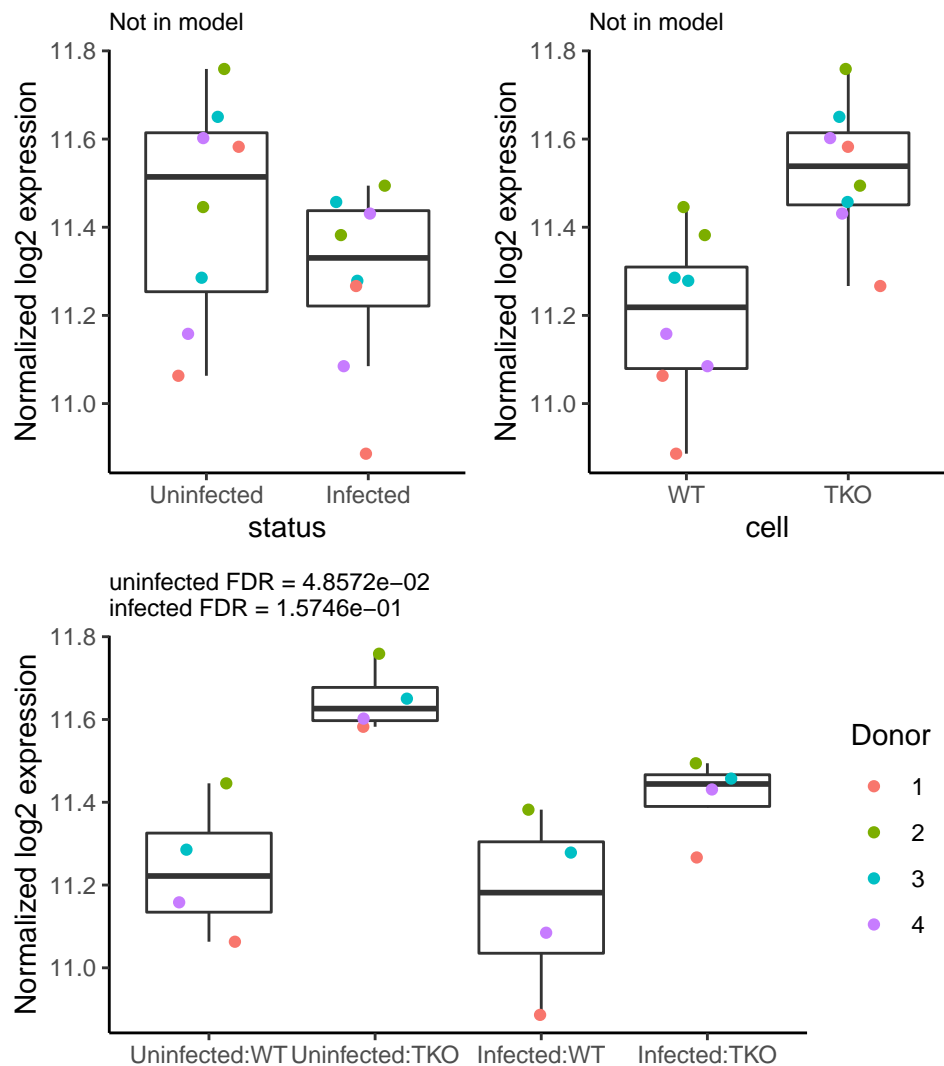 Not in model
Normalized log2 expression
11.8
11.6
11.4
11.2
11.0
Uninfected
Infected
status
Not in model
Normalized log2 expression
11.8
11.6
11.4
11.2
11.0
WT
TKO
cell
uninfected FDR = 4.8572e−02
infected FDR = 1.5746e−01
Normalized log2 expression
11.8
11.6
11.4
11.2
11.0
Uninfected:WT
Uninfected:TKO
Infected:WT
Infected:TKO
Donor
1
2
3
4